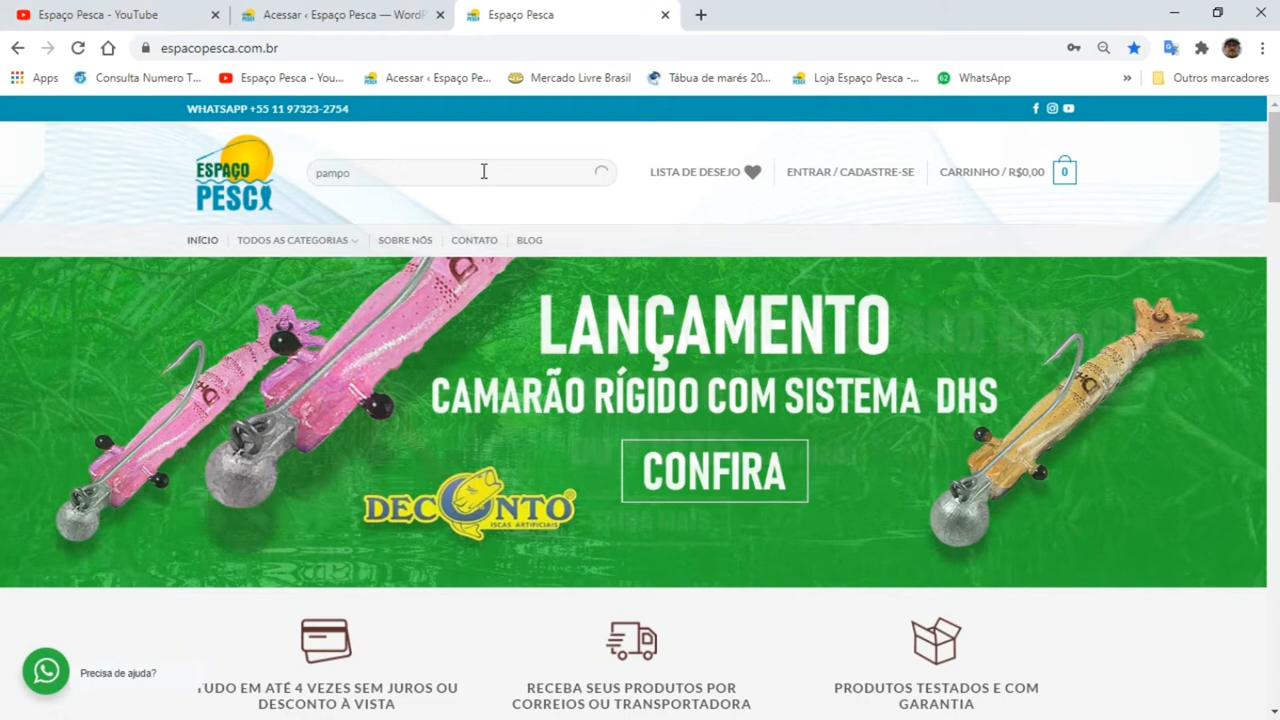 Espaço Pesca - YouTube
Acessar ‹ Espaço Pesca — WordP
Espaço Pesca
espacopesca.com.br
Apps
Consulta Numero T...
Espaço Pesca - You...
Acessar ‹ Espaço Pe...
Mercado Livre Brasil
Tábua de marés 20...
Loja Espaço Pesca -...
62
WhatsApp
»
Outros marcadores
WHATSAPP +55 11 97323-2754
ESPAÇO
PESCA
pampo
LISTA DE DESEJO
ENTRAR / CADASTRE-SE
CARRINHO / R$0,00
0
INÍCIO
TODOS AS CATEGORIAS
SOBRE NÓS
CONTATO
BLOG
LANÇAMENTO
CAMARÃO RÍGIDO COM SISTEMA DHS
CONFIRA
DECONTO®
ISCAS ARTIFICIAIS
Precisa de ajuda?
TUDO EM ATÉ 4 VEZES SEM JUROS OU
DESCONTO À VISTA
RECEBA SEUS PRODUTOS POR
CORREIOS OU TRANSPORTADORA
PRODUTOS TESTADOS E COM
GARANTIA